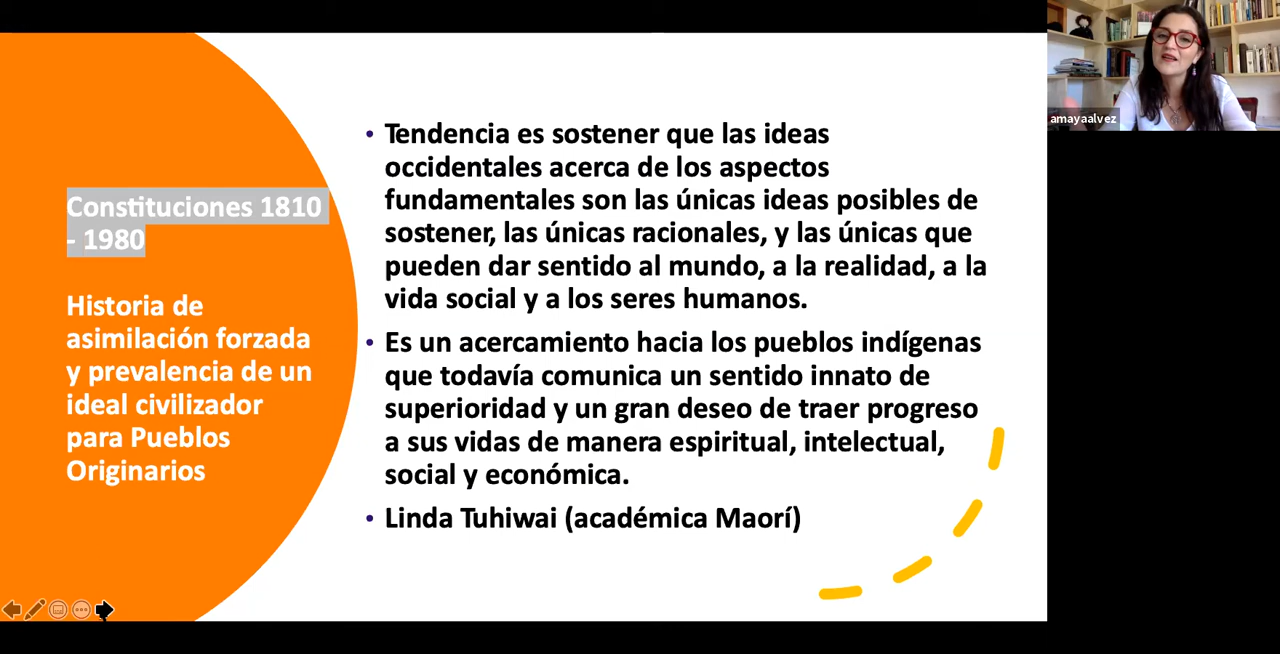 Constituciones 1810
- 1980
Historia de
asimilación forzada
y prevalencia de un
ideal civilizador
para Pueblos
Originarios
• Tendencia es sostener que las ideas
occidentales acerca de los aspectos
fundamentales son las únicas ideas posibles de
sostener, las únicas racionales, y las únicas que
pueden dar sentido al mundo, a la realidad, a la
vida social y a los seres humanos.
• Es un acercamiento hacia los pueblos indígenas
que todavía comunica un sentido innato de
superioridad y un gran deseo de traer progreso
a sus vidas de manera espiritual, intelectual,
social y económica.
• Linda Tuhiwai (académica Maorí)
amayaalvez